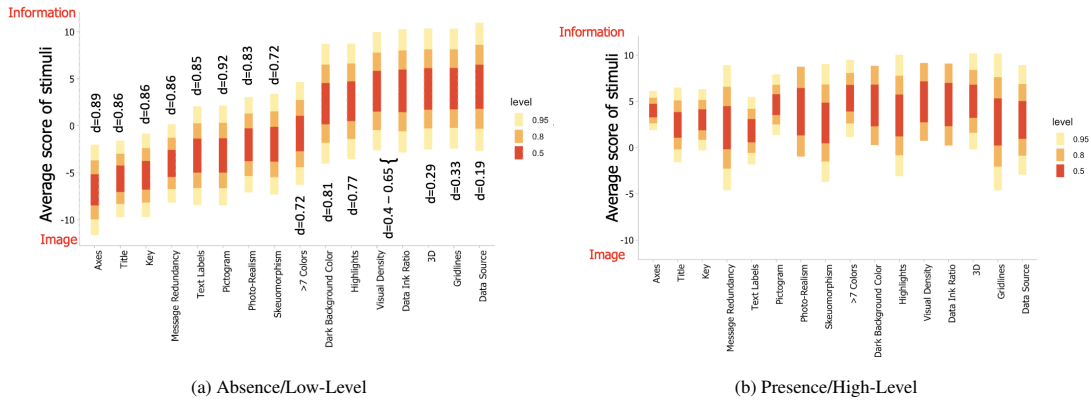 Information
Average score of stimuli
10
5
0
-5
-10
Image
d=0.89
d=0.86
d=0.86
d=0.86
d=0.85
d=0.92
d=0.83
d=0.72
d=0.72
d=0.81
d=0.77
d=0.4 – 0.65 {
d=0.29
d=0.33
d=0.19
level
0.95
0.8
0.5
Axes
Title
Key
Message Redundancy
Text Labels
Pictogram
Photo-Realism
Skeuomorphism
>7 Colors
Dark Background Color
Highlights
Visual Density
Data Ink Ratio
3D
Gridlines
Data Source
(a) Absence/Low-Level
Information
Average score of stimuli
10
5
0
-5
-10
Image
level
0.95
0.8
0.5
Axes
Title
Key
Message Redundancy
Text Labels
Pictogram
Photo-Realism
Skeuomorphism
>7 Colors
Dark Background Color
Highlights
Visual Density
Data Ink Ratio
3D
Gridlines
Data Source
(b) Presence/High-Level